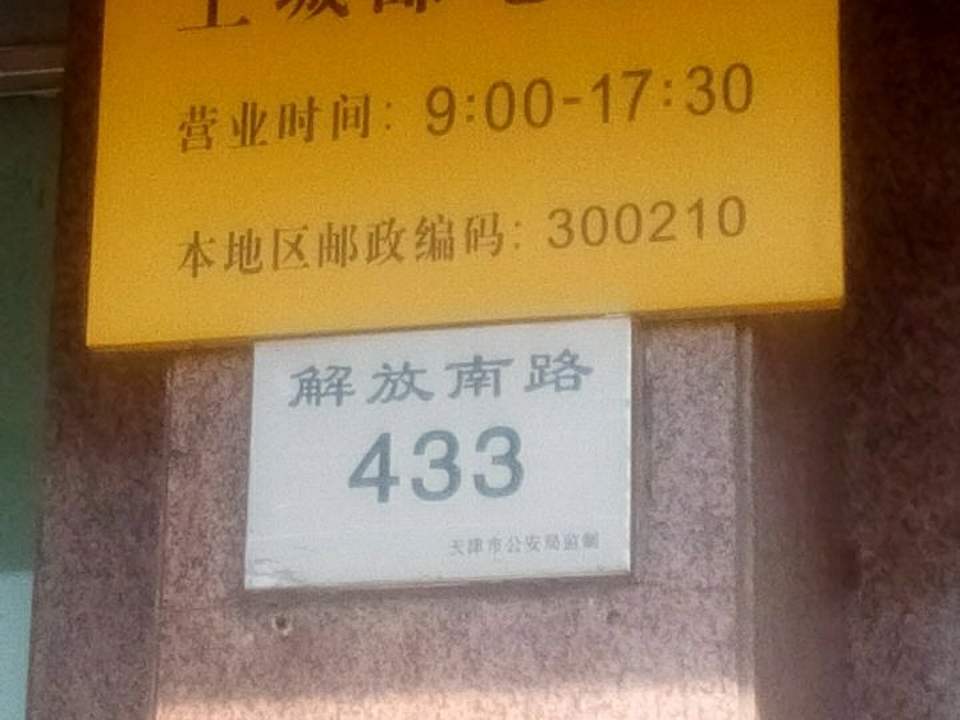 营业时间: 9:00-17:30
本地区邮政编码: 300210
解放南路
433
天津市公安局监制